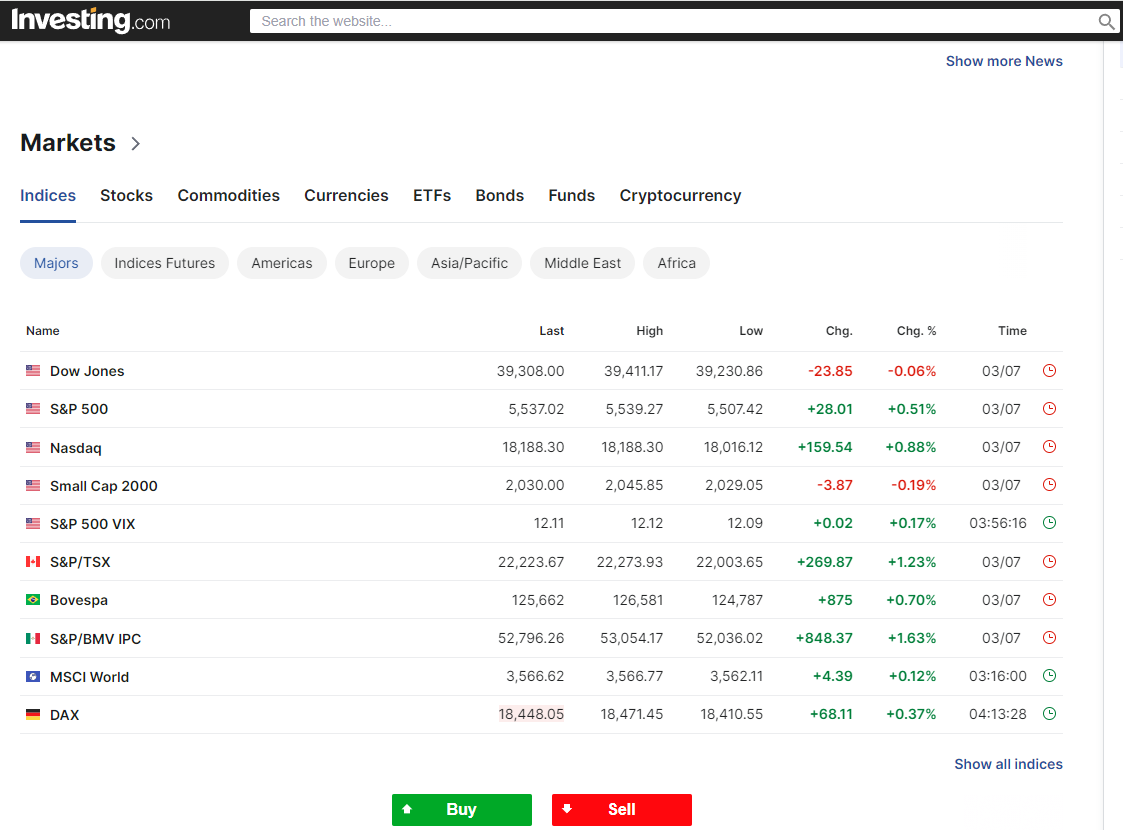 Investing.com Search the website...
Show more News
Markets
Indices Stocks Commodities Currencies ETFs Bonds Funds Cryptocurrency
Majors Indices Futures Americas Europe Asia/Pacific Middle East Africa
Name Last High Low Chg. Chg. % Time
Dow Jones 39,308.00 39,411.17 39,230.86 -23.85 -0.06% 03/07
S&P 500 5,537.02 5,539.27 5,507.42 +28.01 +0.51% 03/07
Nasdaq 18,188.30 18,188.30 18,016.12 +159.54 +0.88% 03/07
Small Cap 2000 2,030.00 2,045.85 2,029.05 -3.87 -0.19% 03/07
S&P 500 VIX 12.11 12.12 12.09 +0.02 +0.17% 03:56:16
S&P/TSX 22,223.67 22,273.93 22,003.65 +269.87 +1.23% 03/07
Bovespa 125,662 126,581 124,787 +875 +0.70% 03/07
S&P/BMV IPC 52,796.26 53,054.17 52,036.02 +848.37 +1.63% 03/07
MSCI World 3,566.62 3,566.77 3,562.11 +4.39 +0.12% 03:16:00
DAX 18,448.05 18,471.45 18,410.55 +68.11 +0.37% 04:13:28
Show all indices
Buy Sell